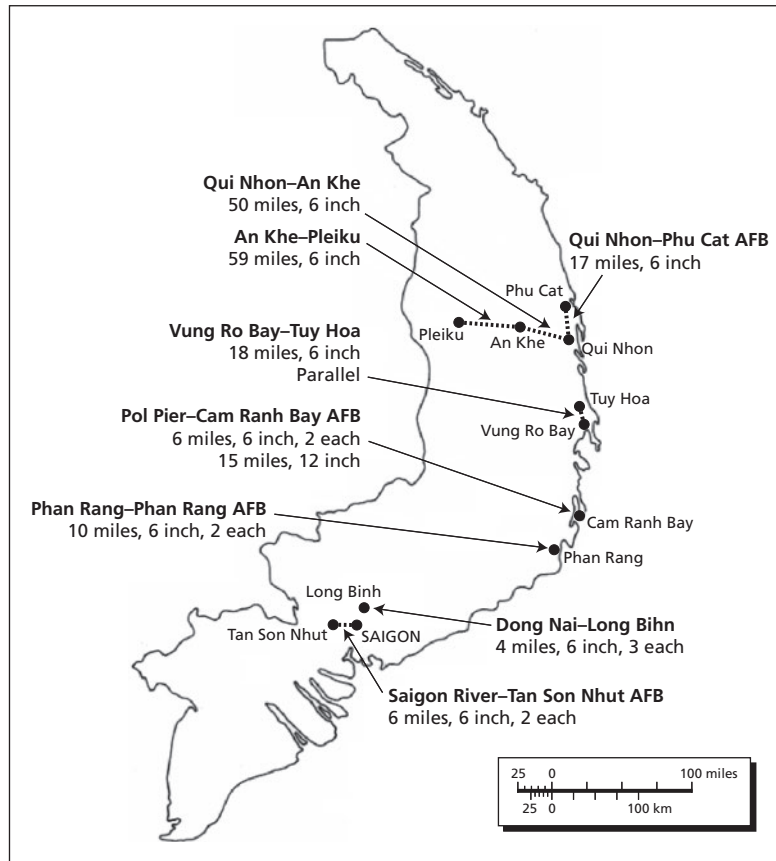 Qui Nhon–An Khe
50 miles, 6 inch
An Khe–Pleiku
59 miles, 6 inch
Qui Nhon–Phu Cat AFB
17 miles, 6 inch
Phu Cat
Pleiku
An Khe
Qui Nhon
Vung Ro Bay–Tuy Hoa
18 miles, 6 inch
Parallel
Tuy Hoa
Vung Ro Bay
Pol Pier–Cam Ranh Bay AFB
6 miles, 6 inch, 2 each
15 miles, 12 inch
Cam Ranh Bay
Phan Rang–Phan Rang AFB
10 miles, 6 inch, 2 each
Phan Rang
Long Binh
Tan Son Nhut
SAIGON
Dong Nai–Long Bihn
4 miles, 6 inch, 3 each
Saigon River–Tan Son Nhut AFB
6 miles, 6 inch, 2 each
25 0 100 miles
25 0 100 km